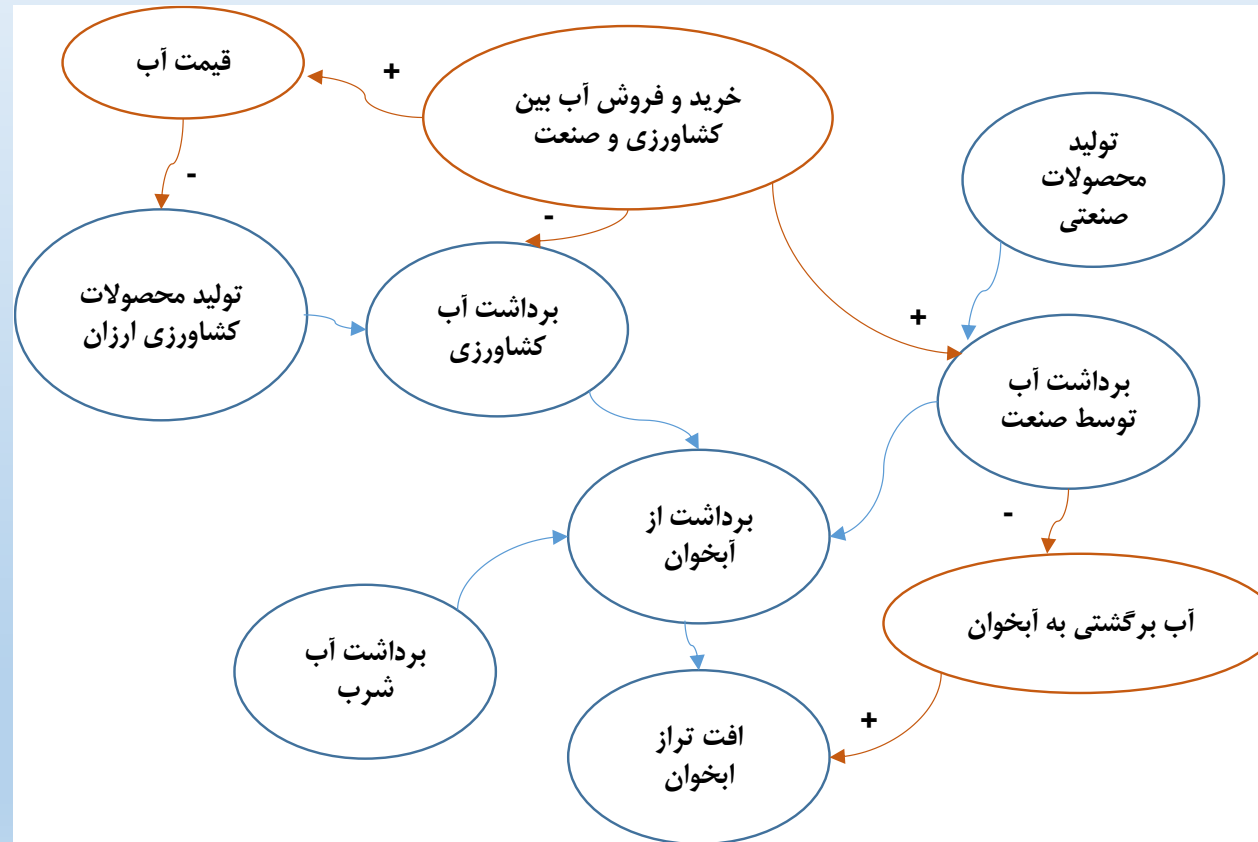 قیمت آب
+
خرید و فروش آب بین
کشاورزی و صنعت
تولید
محصولات
صنعتی
-
-
+
تولید محصولات
کشاورزی ارزان
برداشت آب
کشاورزی
برداشت آب
توسط صنعت
برداشت از
آبخوان
-
آب برگشتی به آبخوان
برداشت آب
شرب
+
افت تراز
ابخوان